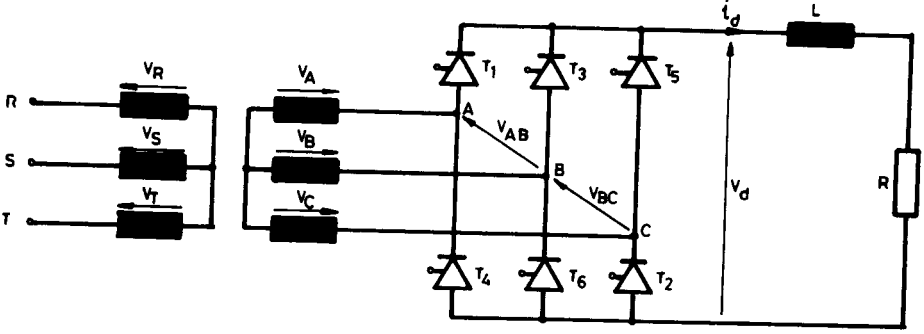 i_d
L
V_R
V_A
T_1
T_3
T_5
R
A
V_S
V_B
V_AB
S
B
V_d
R
V_T
V_C
V_BC
T
C
T_4
T_6
T_2